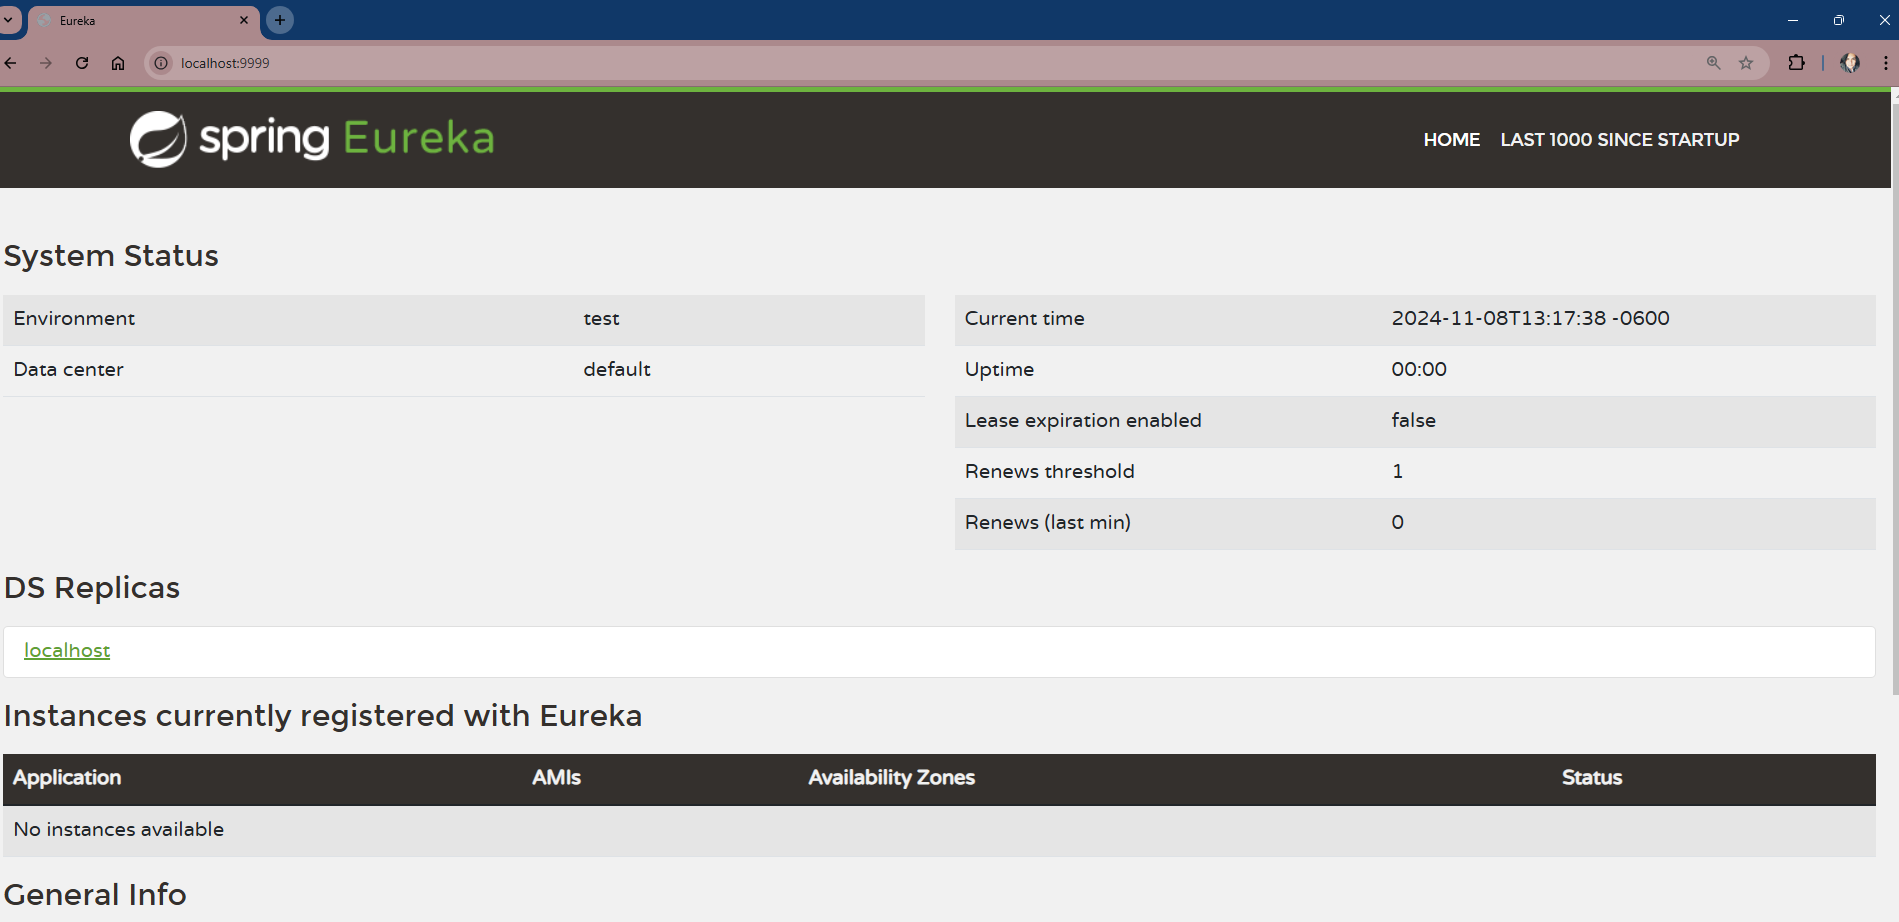 Eureka
localhost:9999
spring Eureka
HOME LAST 1000 SINCE STARTUP
System Status
Environment test
Data center default
Current time 2024-11-08T13:17:38 -0600
Uptime 00:00
Lease expiration enabled false
Renews threshold 1
Renews (last min) 0
DS Replicas
localhost
Instances currently registered with Eureka
Application AMIs Availability Zones Status
No instances available
General Info